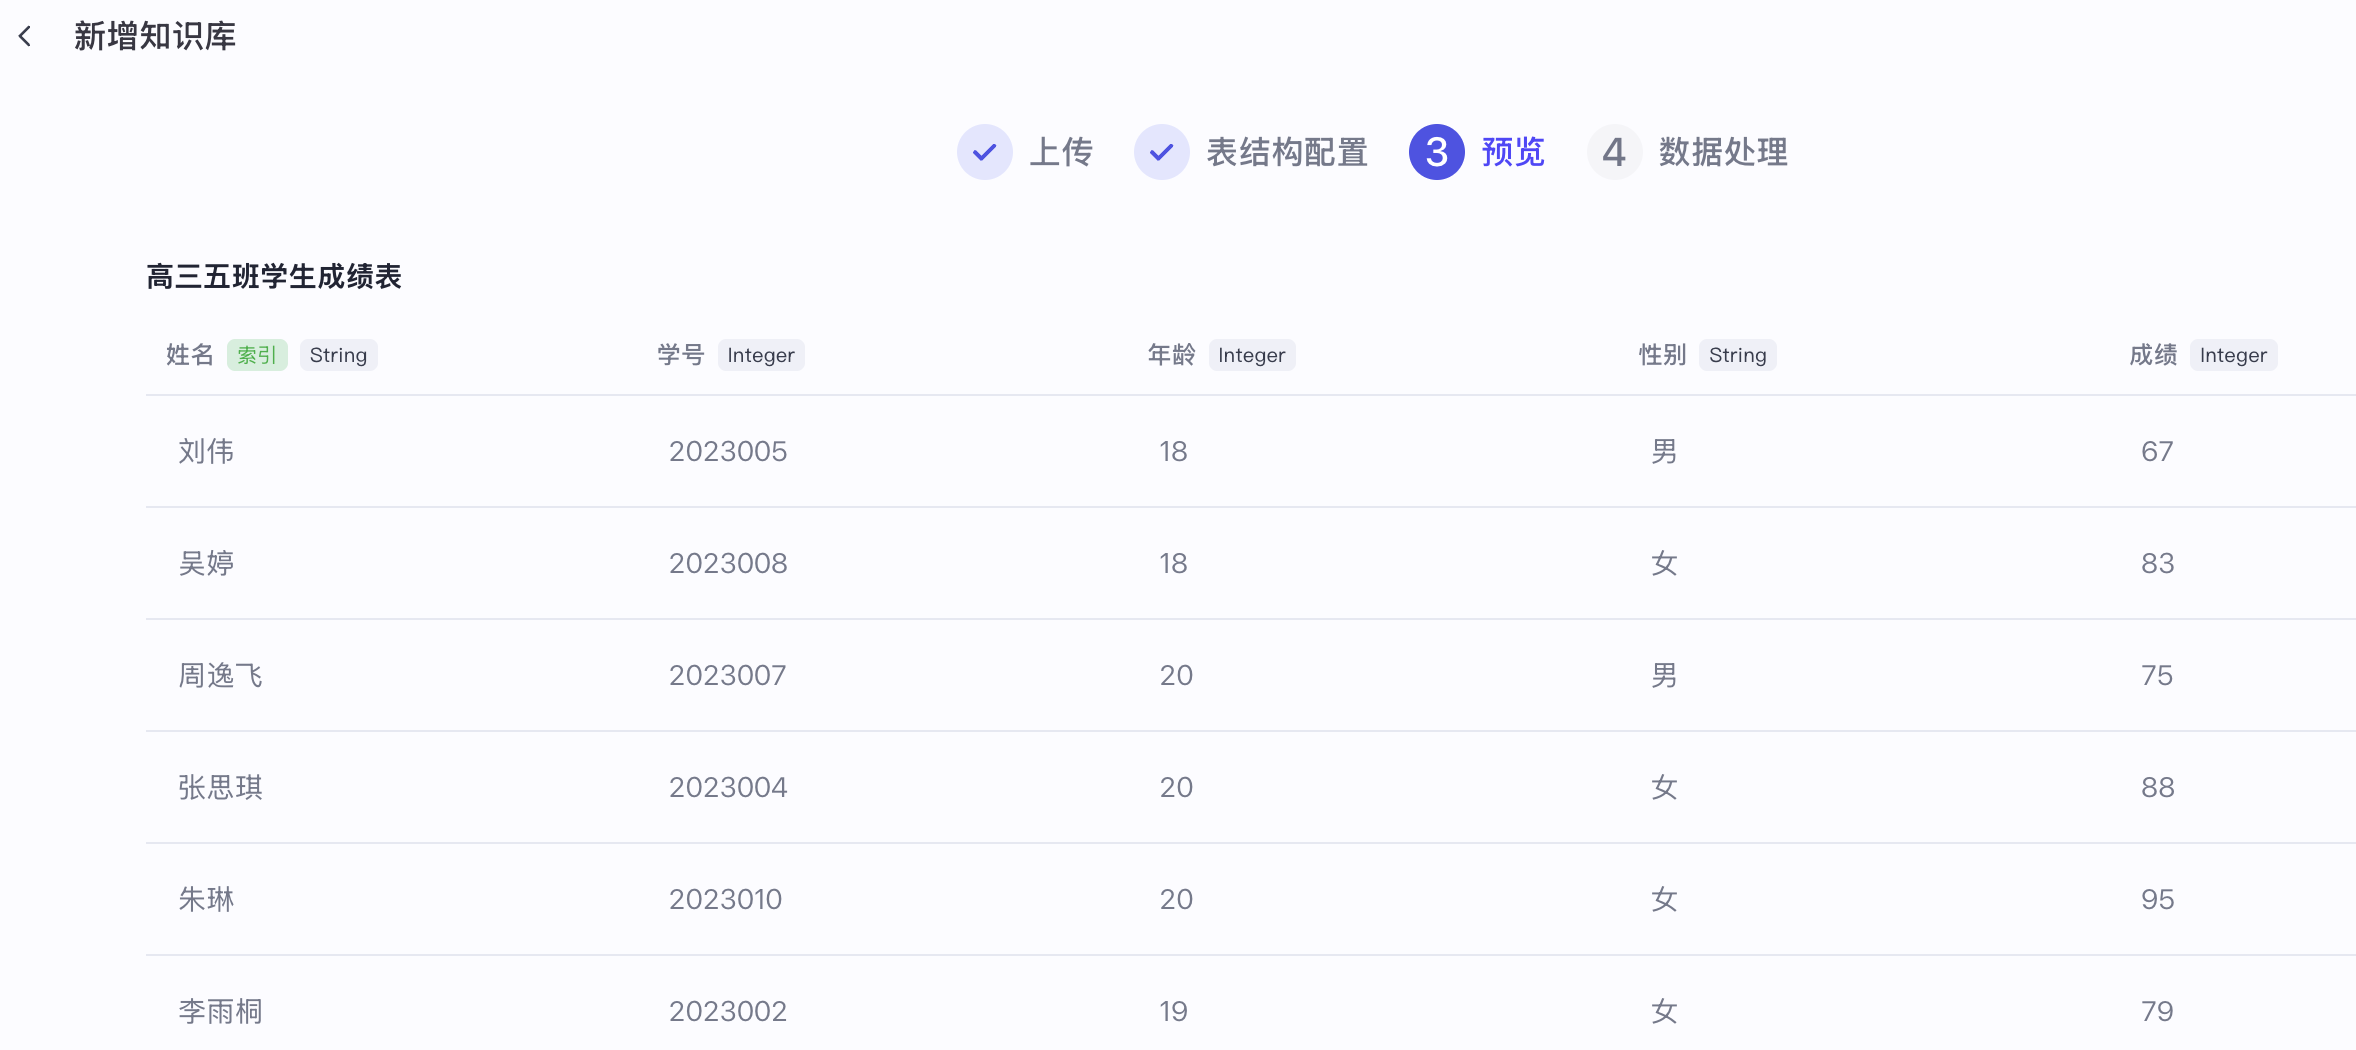 新增知识库
上传 表结构配置 3 预览 4 数据处理
高三五班学生成绩表
姓名 索引 String 学号 Integer 年龄 Integer 性别 String 成绩 Integer
刘伟 2023005 18 男 67
吴婷 2023008 18 女 83
周逸飞 2023007 20 男 75
张思琪 2023004 20 女 88
朱琳 2023010 20 女 95
李雨桐 2023002 19 女 79